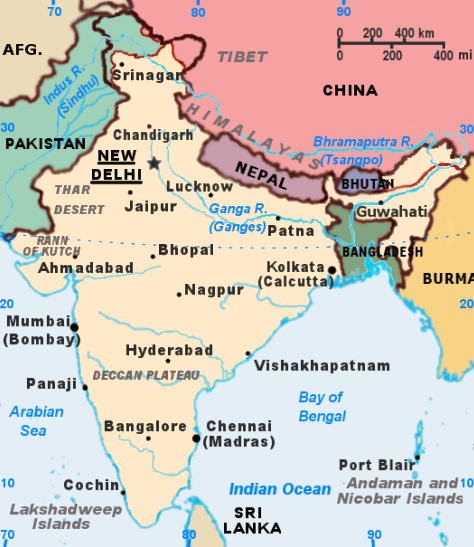 70
80
90
0 200 400 km
0 200 400 mi
AFG.
TIBET
Srinagar
CHINA
Indus R.
(Sindhu)
HIMALAYAS
30
Chandigarh
Bhramaputra R.
(Tsangpo)
30
PAKISTAN
NEW
DELHI
NEPAL
BHUTAN
THAR
DESERT
Lucknow
Jaipur
Ganga R.
(Ganges)
Guwahati
Patna
RANN
OF KUTCH
Bhopal
BANGLADESH
Ahmadabad
Kolkata
(Calcutta)
BURMA
Nagpur
20
20
Mumbai
(Bombay)
Hyderabad
Vishakhapatnam
DECCAN PLATEAU
Panaji
Bay of
Bengal
Arabian
Sea
Bangalore
Chennai
(Madras)
Port Blair
10
Cochin
Indian Ocean
Andaman and
Nicobar Islands
10
Lakshadweep
Islands
SRI
LANKA
70
80
90